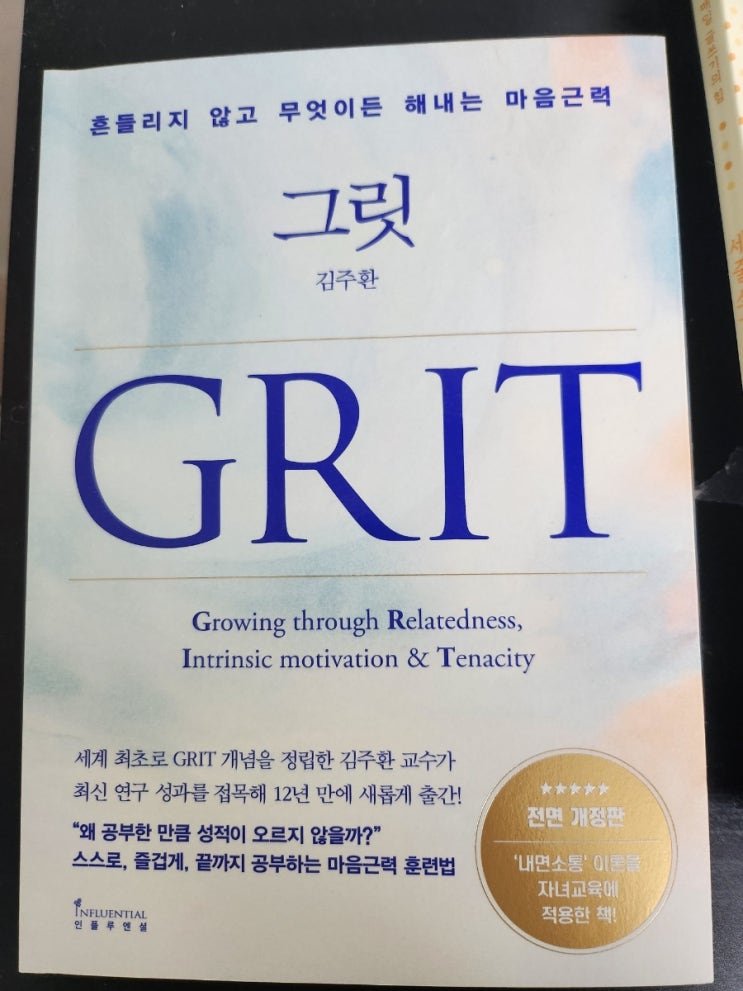 흔들리지 않고 무엇이든 해내는 마음근력
그릿
김주환
GRIT
Growing through Relatedness,
Intrinsic motivation & Tenacity
세계 최초로 GRIT 개념을 정립한 김주환 교수가
최신 연구 성과를 접목해 12년 만에 새롭게 출간!
“왜 공부한 만큼 성적이 오르지 않을까?”
스스로, 즐겁게, 끝까지 공부하는 마음근력 훈련법
★★★★★
전면 개정판
‘내면소통’ 이론을
자녀교육에
적용한 책!
INFLUENTIAL
인플루엔셜